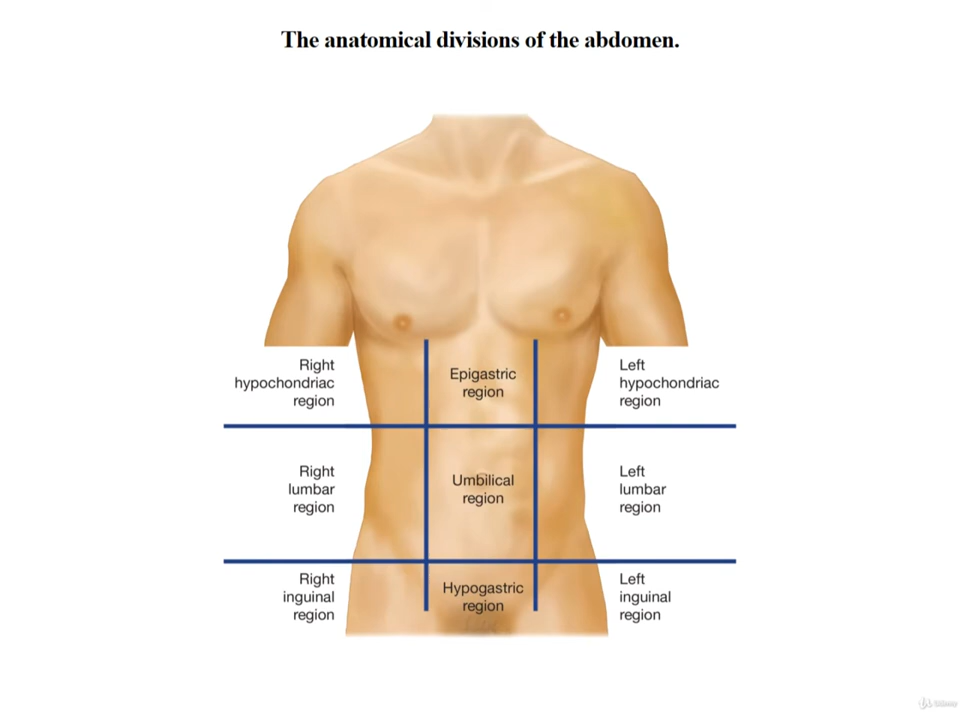 The anatomical divisions of the abdomen.
Right
hypochondriac
region
Epigastric
region
Left
hypochondriac
region
Right
lumbar
region
Umbilical
region
Left
lumbar
region
Right
inguinal
region
Hypogastric
region
Left
inguinal
region